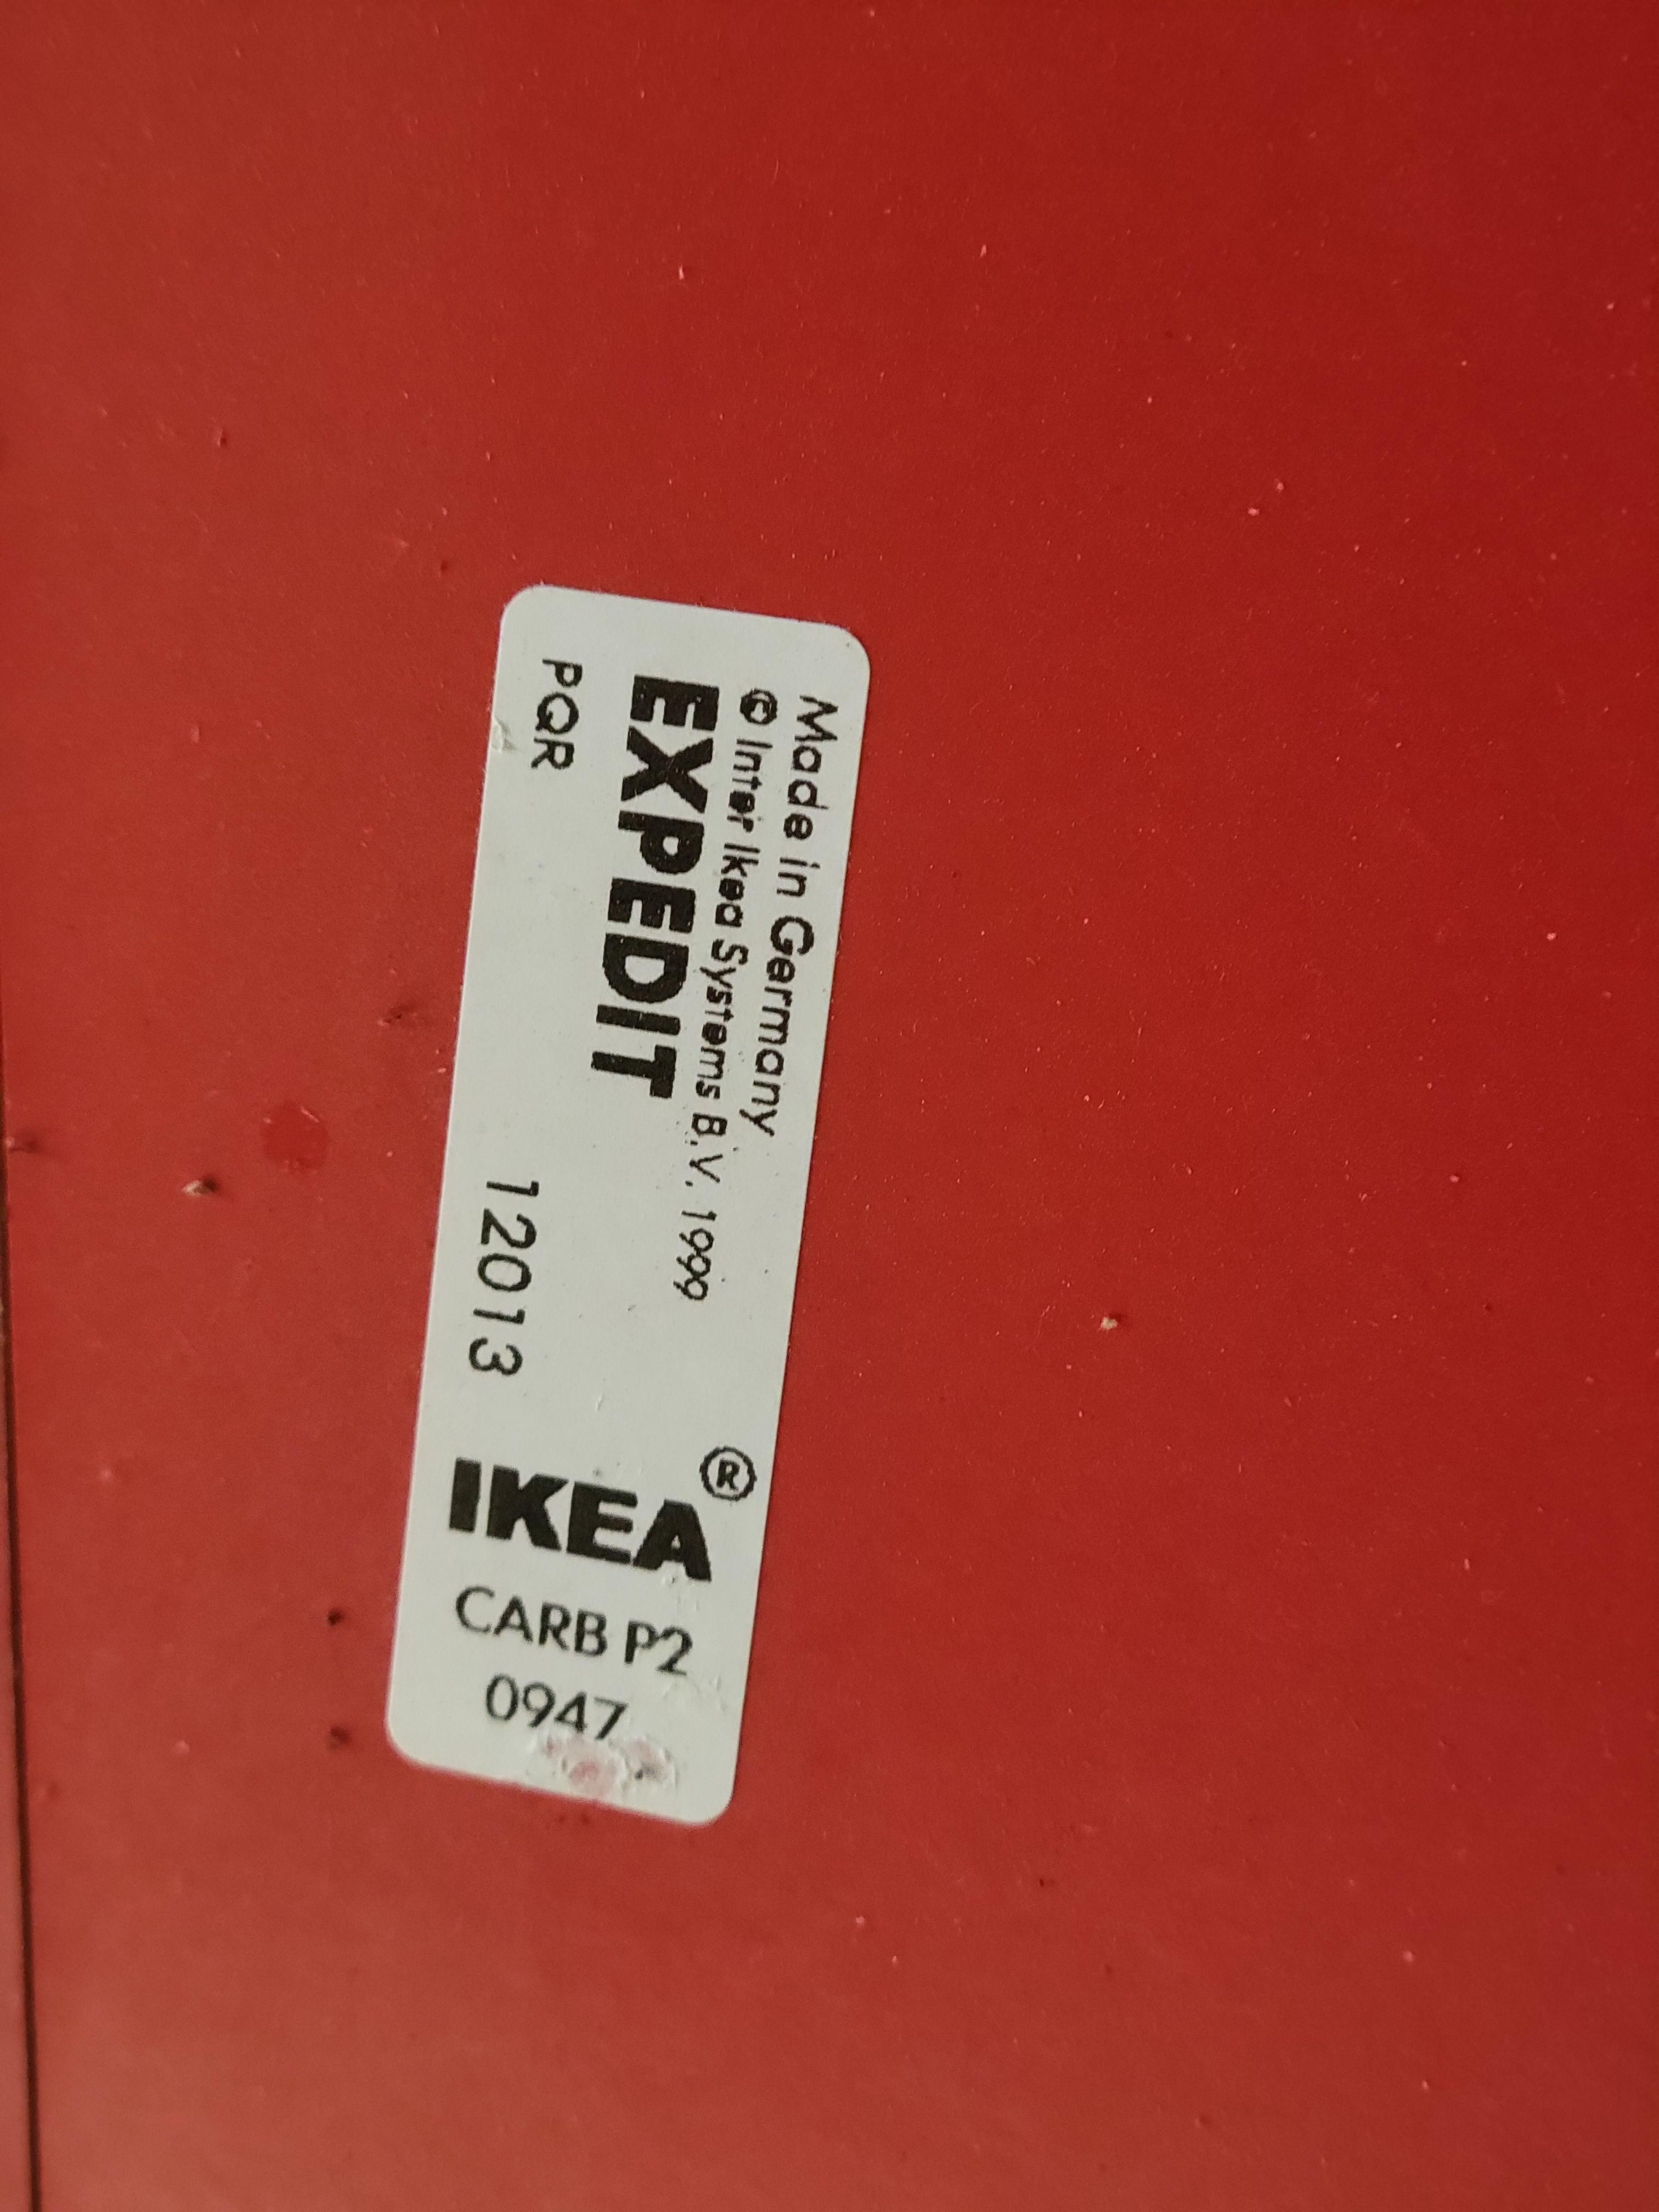 Made in Germany
© Inter Ikea Systems B.V. 1999
EXPEDIT
PQR
12013
IKEA®
CARB P2
0947